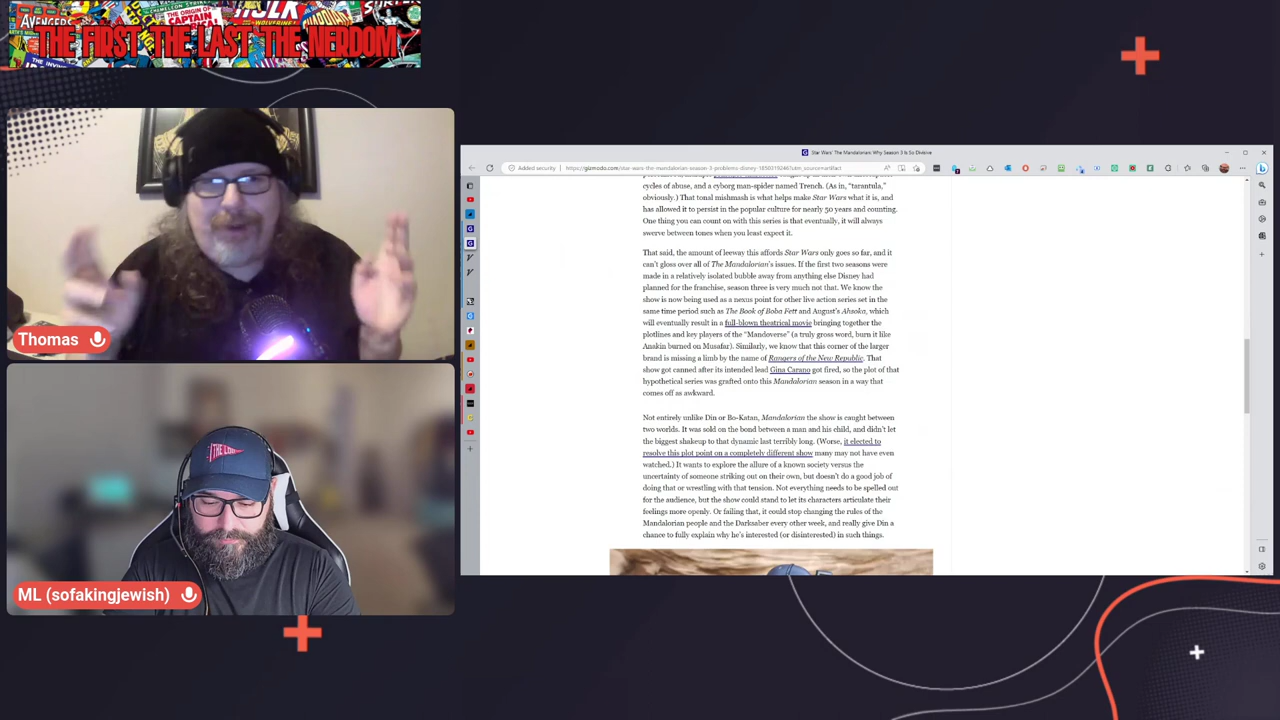 THE FIRST THE LAST THE NERDOM
Thomas
ML (sofakingjewish)
Star Wars' The Mandalorian: Why Season 3 Is So Divisive
Added security
cycles of abuse, and a cyborg man-spider named Trench. (As in, “tarantula,”
obviously.) That tonal mishmash is what helps make Star Wars what it is, and
has allowed it to persist in the popular culture for nearly 50 years and counting.
One thing you can count on with this series is that eventually, it will always
swerve between tones when you least expect it.
That said, the amount of leeway this affords Star Wars only goes so far, and it
can’t gloss over all of The Mandalorian’s issues. If the first two seasons were
made in a relatively isolated bubble away from anything else Disney had
planned for the franchise, season three is very much not that. We know the
show is now being used as a nexus point for other live action series set in the
same time period such as The Book of Boba Fett and August’s Ahsoka, which
will eventually result in a full-blown theatrical movie bringing together the
plotlines and key players of the “Mandoverse” (a truly gross word, burn it like
Anakin burned on Musafar). Similarly, we know that this corner of the larger
brand is missing a limb by the name of Rangers of the New Republic. That
show got canned after its intended lead Gina Carano got fired, so the plot of that
hypothetical series was grafted onto this Mandalorian season in a way that
comes off as awkward.
Not entirely unlike Din or Bo-Katan, Mandalorian the show is caught between
two worlds. It was sold on the bond between a man and his child, and didn’t let
the biggest shakeup to that dynamic last terribly long. (Worse, it elected to
resolve this plot point on a completely different show many may not have even
watched.) It wants to explore the allure of a known society versus the
uncertainty of someone striking out on their own, but doesn’t do a good job of
doing that or wrestling with that tension. Not everything needs to be spelled out
for the audience, but the show could stand to let its characters articulate their
feelings more openly. Or failing that, it could stop changing the rules of the
Mandalorian people and the Darksaber every other week, and really give Din a
chance to fully explain why he’s interested (or disinterested) in such things.